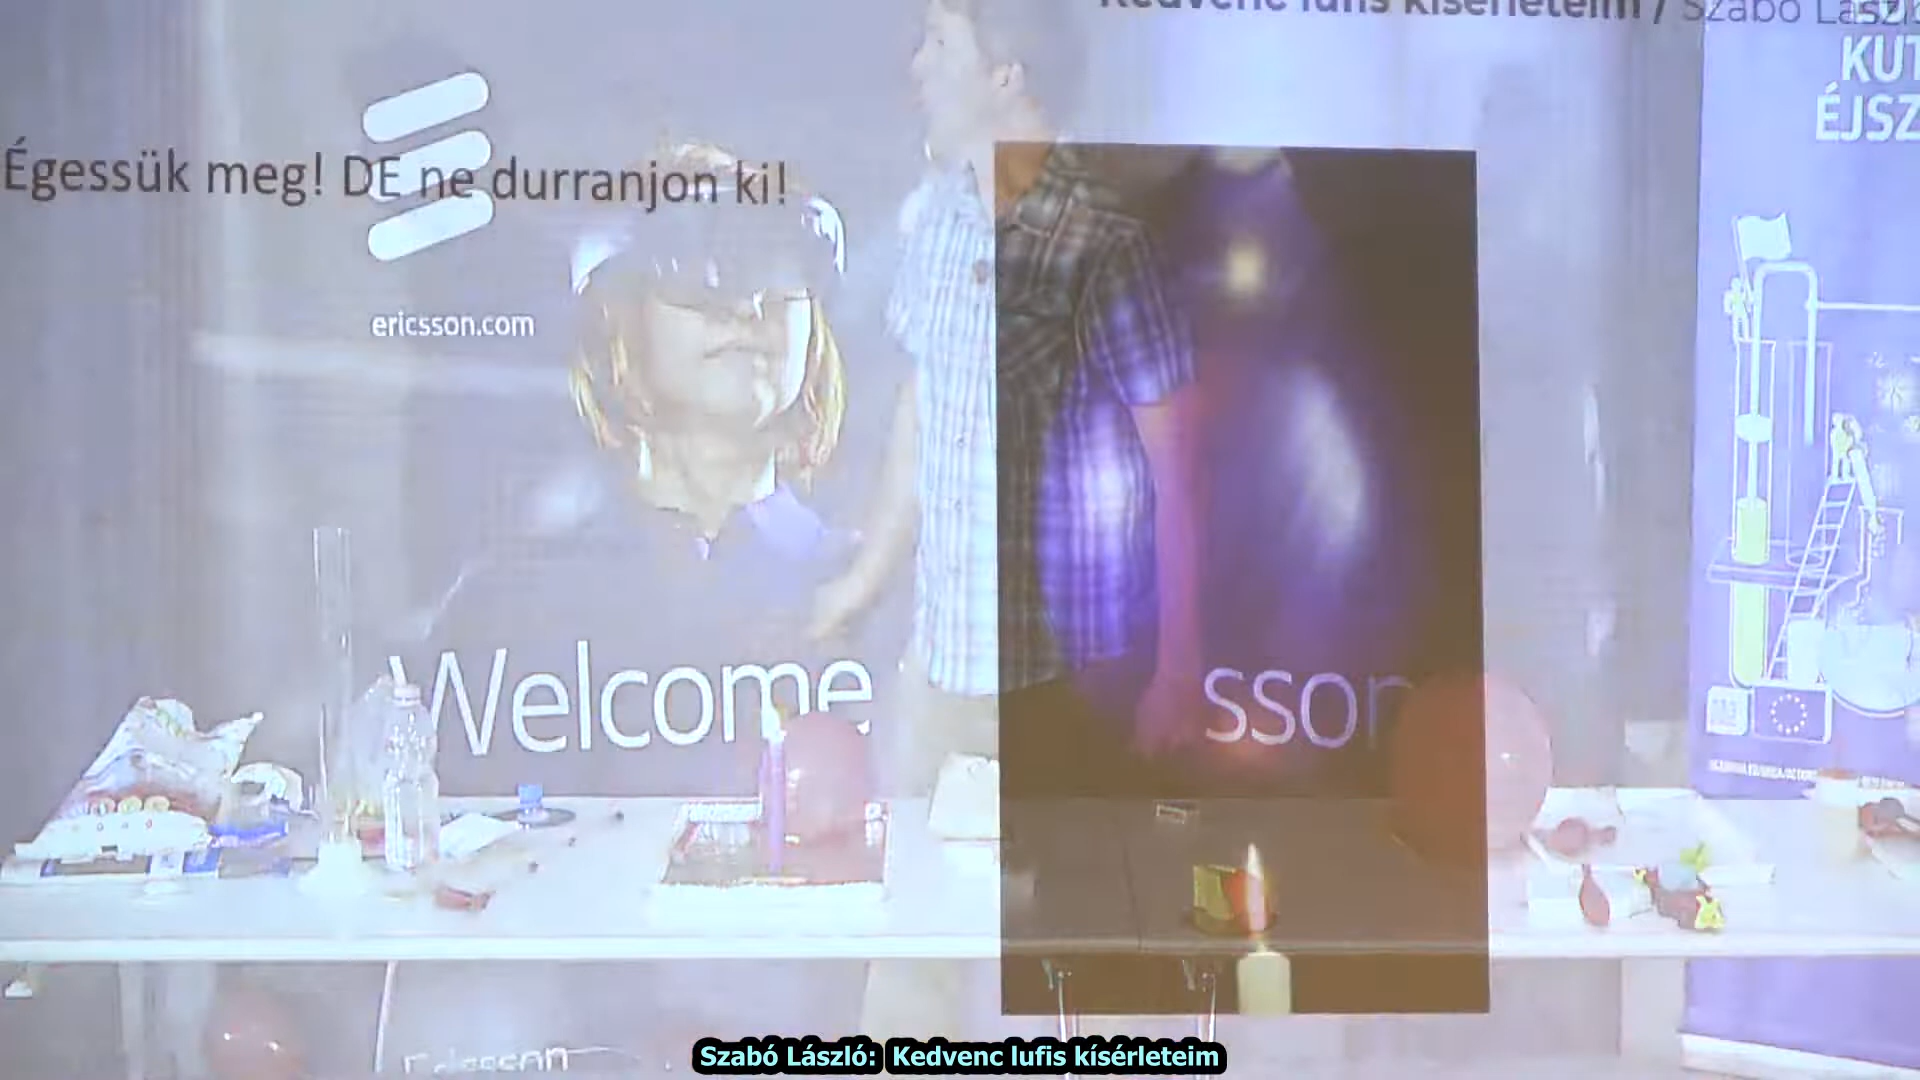 Kedvenc lufis kísérleteim / Szabó Lászl
KUT
ÉJSZ
Égessük meg! DE ne durranjon ki!
ericsson.com
Welcome
sson
Szabó László: Kedvenc lufis kísérleteim